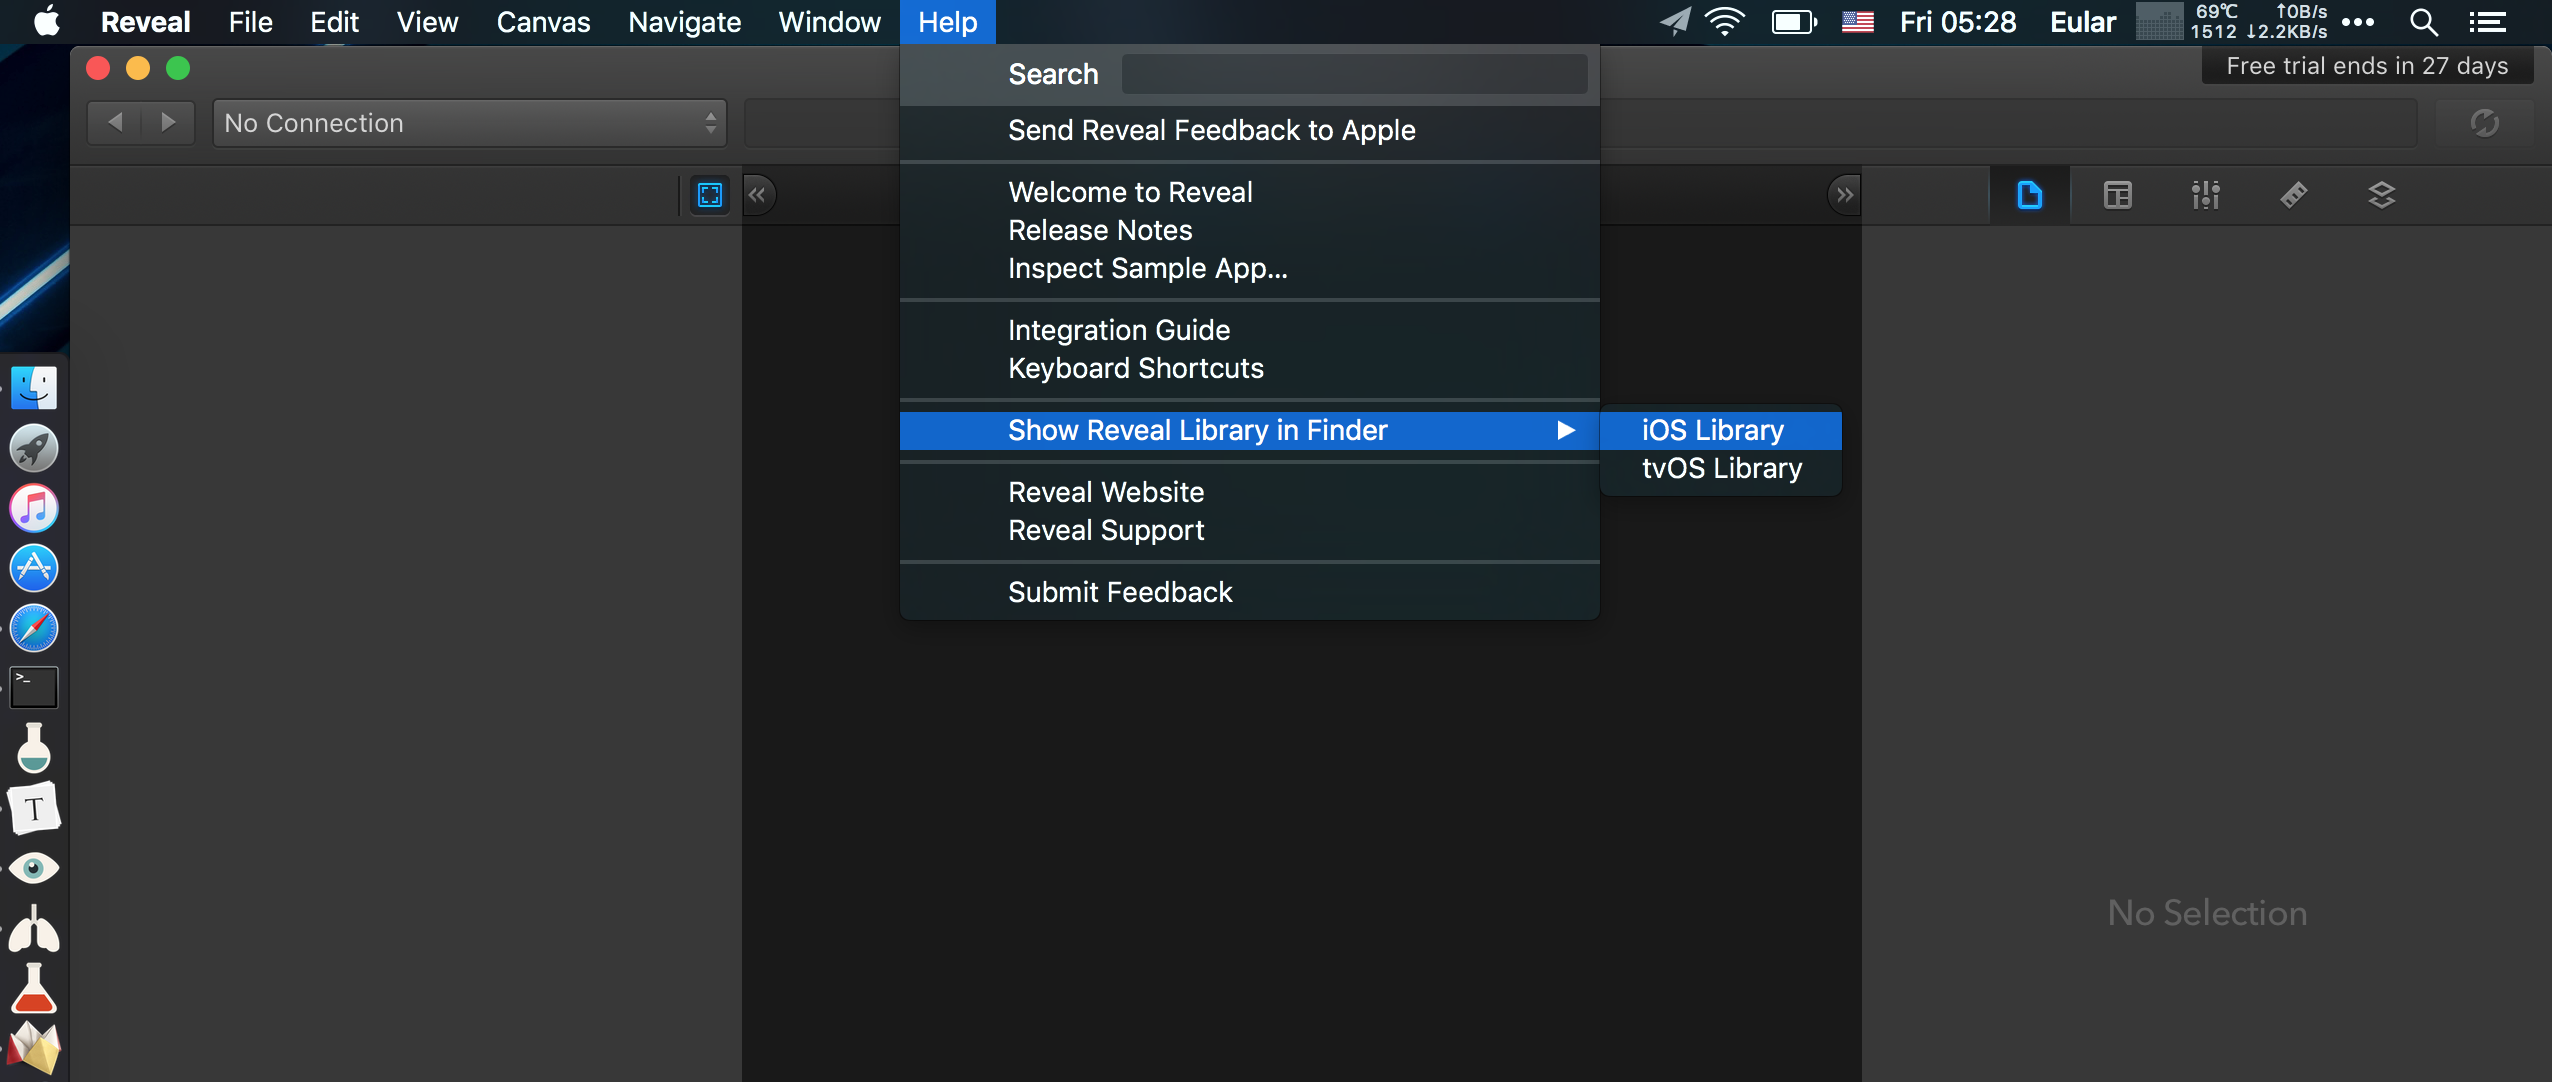 Reveal File Edit View Canvas Navigate Window Help Fri 05:28 Eular 69℃ ↑0B/s
1512 ↓2.2KB/s
Free trial ends in 27 days
No Connection
Search
Send Reveal Feedback to Apple
Welcome to Reveal
Release Notes
Inspect Sample App...
Integration Guide
Keyboard Shortcuts
Show Reveal Library in Finder
iOS Library
tvOS Library
Reveal Website
Reveal Support
Submit Feedback
>_
T
No Selection